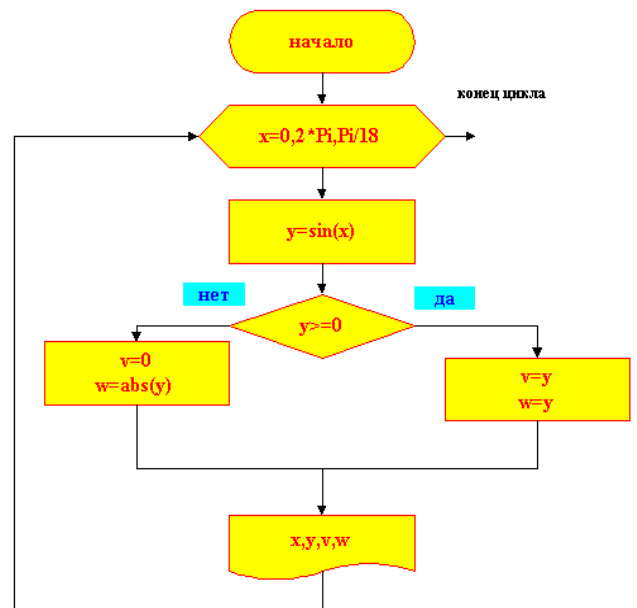 начало
конец цикла
x=0,2*Pi,Pi/18
y=sin(x)
нет
да
y>=0
v=0
w=abs(y)
v=y
w=y
x,y,v,w